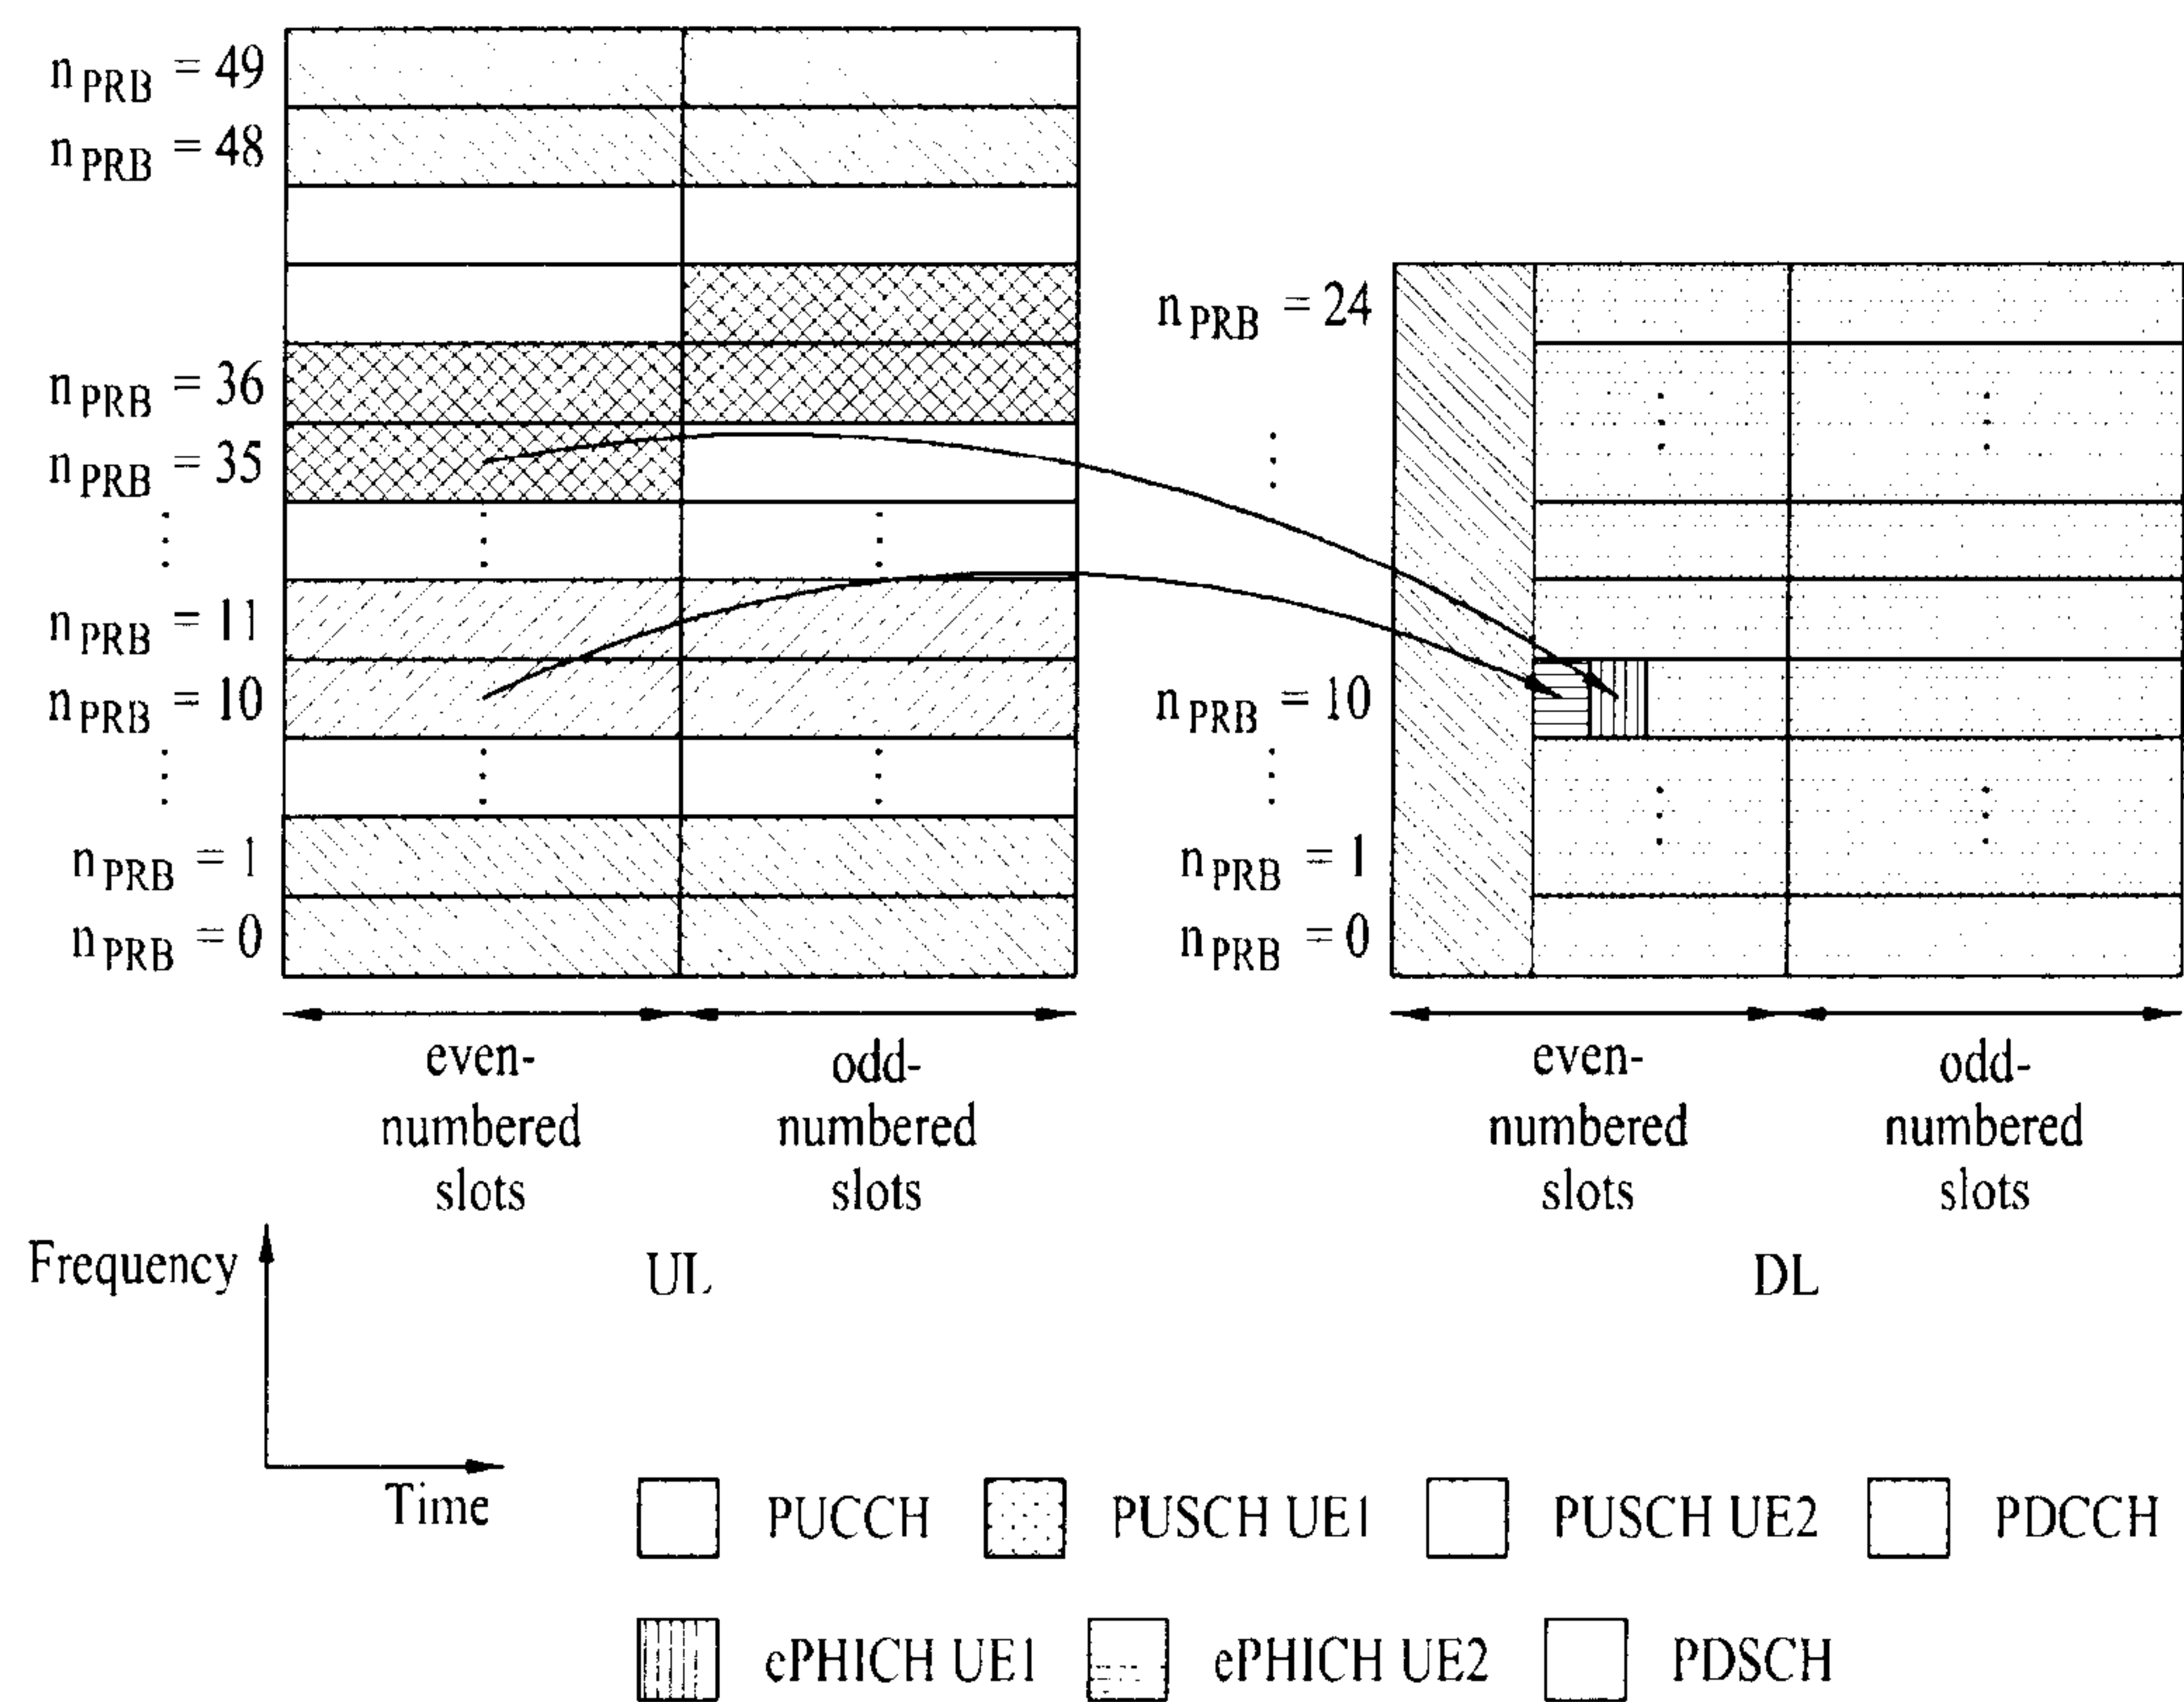 n PRB = 49
n PRB = 48
n PRB = 36
n PRB = 35
n PRB = 11
n PRB = 10
n PRB = 1
n PRB = 0
even-
numbered
slots
odd-
numbered
slots
UL
n PRB = 24
n PRB = 10
n PRB = 1
n PRB = 0
even-
numbered
slots
odd-
numbered
slots
DL
Frequency
Time
PUCCH PUSCH UE1 PUSCH UE2 PDCCH
ePHICH UE1 ePHICH UE2 PDSCH